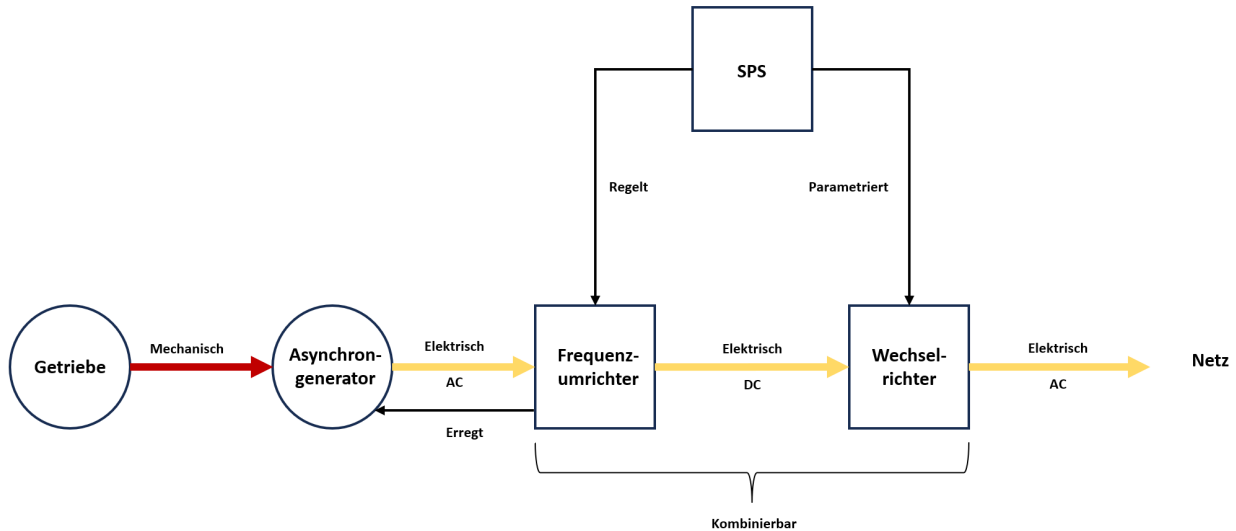 SPS
Regelt
Parametriert
Getriebe
Mechanisch
Asynchron-
generator
Elektrisch
AC
Erregt
Frequenz-
umrichter
Elektrisch
DC
Wechsel-
richter
Elektrisch
AC
Netz
Kombinierbar